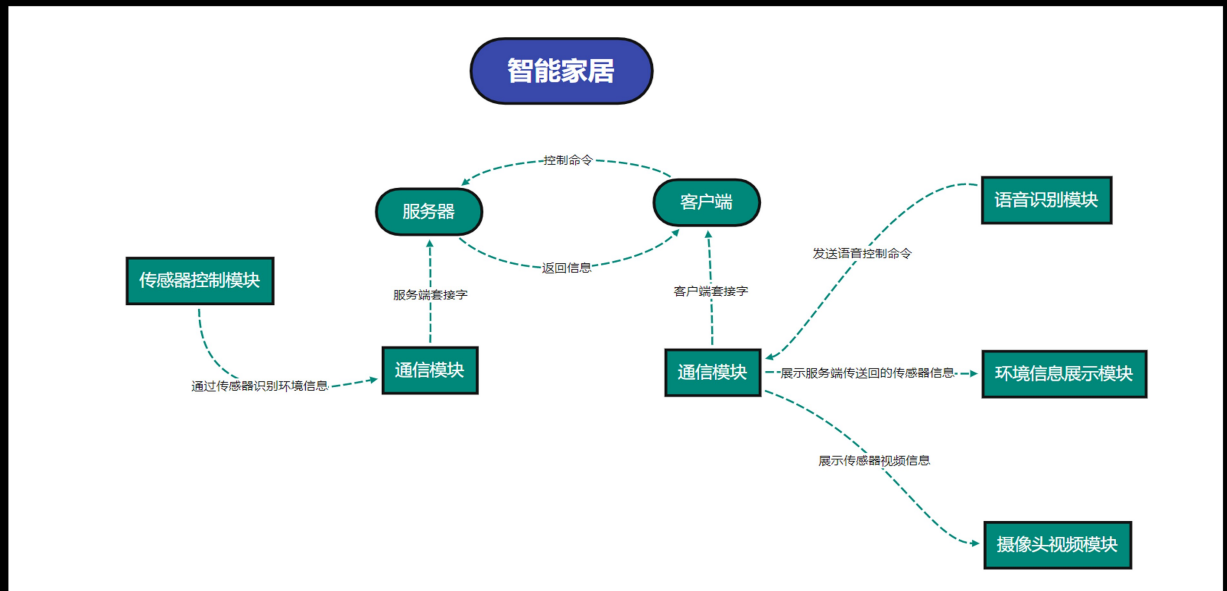 智能家居
控制命令
服务器
客户端
语音识别模块
发送语音控制命令
返回信息
传感器控制模块
服务端套接字
客户端套接字
通过传感器识别环境信息
通信模块
通信模块
展示服务端传送回的传感器信息
环境信息展示模块
展示传感器视频信息
摄像头视频模块